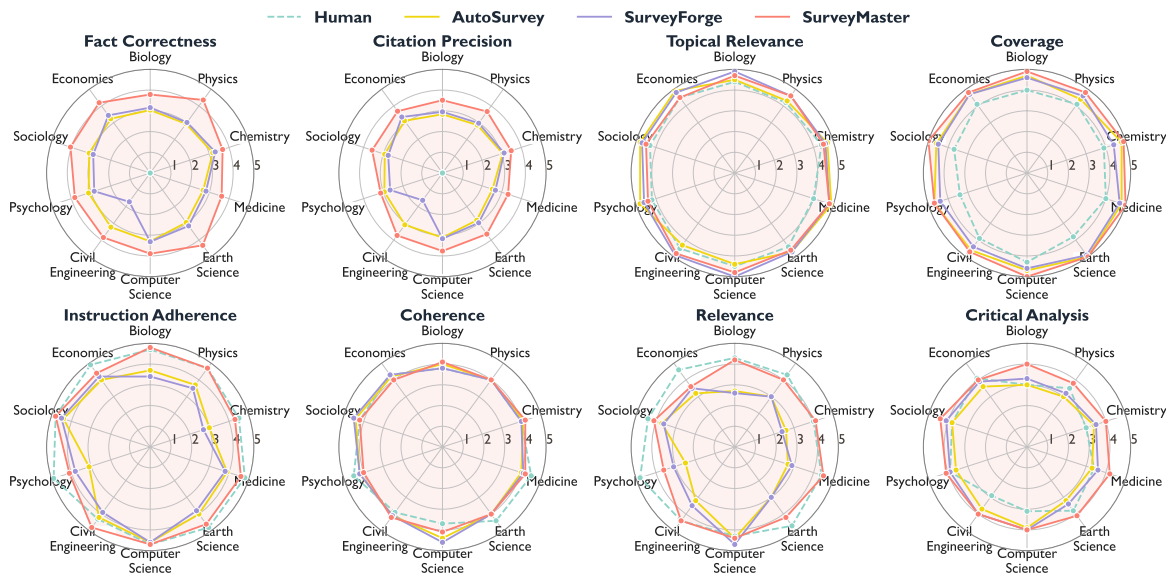 Human AutoSurvey SurveyForge SurveyMaster
Fact Correctness
Biology
Physics
Chemistry
Medicine
Earth
Science
Computer
Science
Civil
Engineering
Psychology
Sociology
Economics
1 2 3 4 5
Citation Precision
Biology
Physics
Chemistry
Medicine
Earth
Science
Computer
Science
Civil
Engineering
Psychology
Sociology
Economics
1 2 3 4 5
Topical Relevance
Biology
Physics
Chemistry
Medicine
Earth
Science
Computer
Science
Civil
Engineering
Psychology
Sociology
Economics
1 2 3 4 5
Coverage
Biology
Physics
Chemistry
Medicine
Earth
Science
Computer
Science
Civil
Engineering
Psychology
Sociology
Economics
1 2 3 4 5
Instruction Adherence
Biology
Physics
Chemistry
Medicine
Earth
Science
Computer
Science
Civil
Engineering
Psychology
Sociology
Economics
1 2 3 4 5
Coherence
Biology
Physics
Chemistry
Medicine
Earth
Science
Computer
Science
Civil
Engineering
Psychology
Sociology
Economics
1 2 3 4 5
Relevance
Biology
Physics
Chemistry
Medicine
Earth
Science
Computer
Science
Civil
Engineering
Psychology
Sociology
Economics
1 2 3 4 5
Critical Analysis
Biology
Physics
Chemistry
Medicine
Earth
Science
Computer
Science
Civil
Engineering
Psychology
Sociology
Economics
1 2 3 4 5